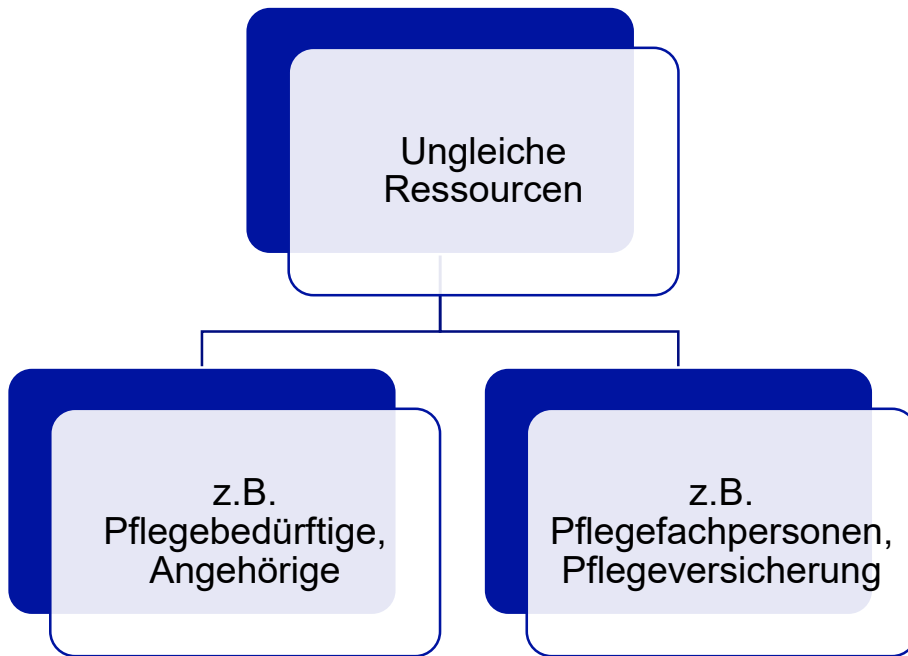 Ungleiche
Ressourcen
z.B.
Pflegebedürftige,
Angehörige
z.B.
Pflegefachpersonen,
Pflegeversicherung